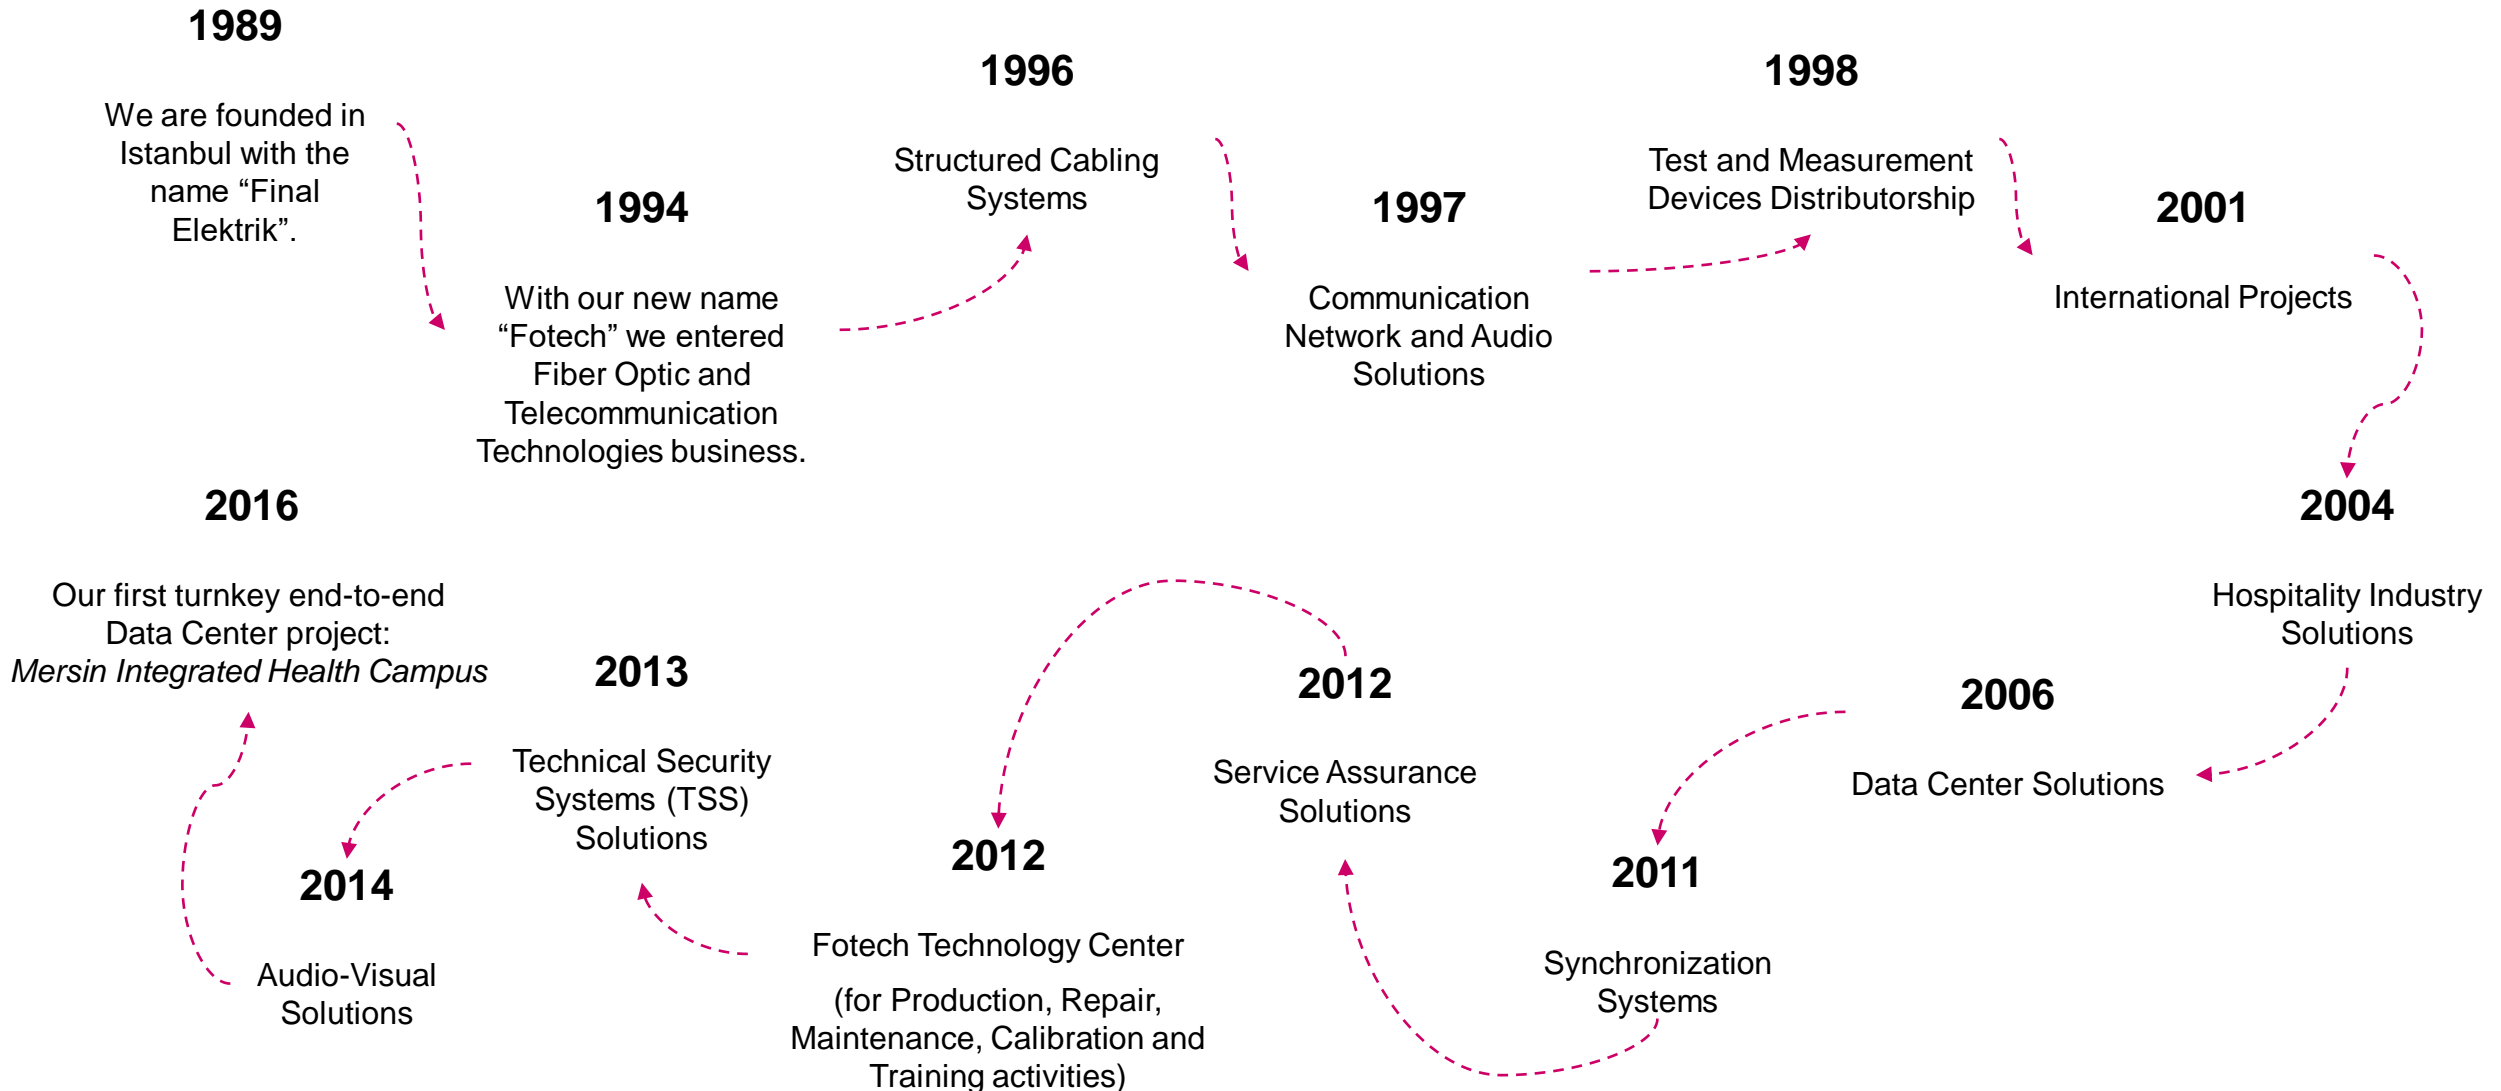 1989
We are founded in
Istanbul with the
name “Final
Elektrik”.
1994
With our new name
“Fotech” we entered
Fiber Optic and
Telecommunication
Technologies business.
1996
Structured Cabling
Systems
1997
Communication
Network and Audio
Solutions
1998
Test and Measurement
Devices Distributorship
2001
International Projects
2004
Hospitality Industry
Solutions
2006
Data Center Solutions
2011
Synchronization
Systems
2012
Service Assurance
Solutions
2012
Fotech Technology Center
(for Production, Repair,
Maintenance, Calibration and
Training activities)
2013
Technical Security
Systems (TSS)
Solutions
2014
Audio-Visual
Solutions
2016
Our first turnkey end-to-end
Data Center project:
Mersin Integrated Health Campus